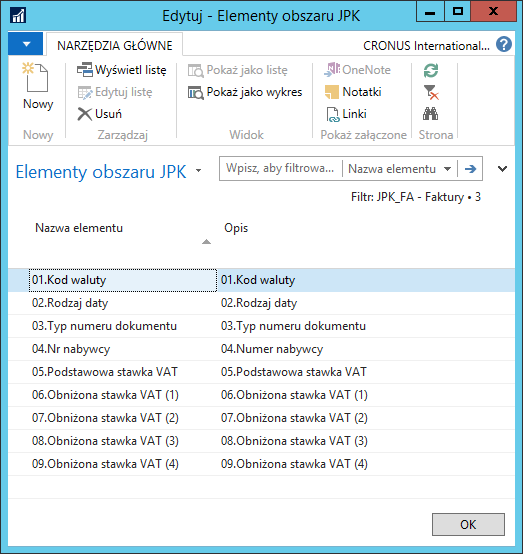 Edytuj - Elementy obszaru JPK
NARZĘDZIA GŁÓWNE
CRONUS International... ?
Nowy
Wyświetl listę
Edytuj listę
Usuń
Pokaż jako listę
Pokaż jako wykres
OneNote
Notatki
Linki
Nowy
Zarządzaj
Widok
Pokaż załączone
Strona
Elementy obszaru JPK
Wpisz, aby filtrowa...
Nazwa elementu
Filtr: JPK_FA - Faktury • 3
Nazwa elementu Opis
01.Kod waluty 01.Kod waluty
02.Rodzaj daty 02.Rodzaj daty
03.Typ numeru dokumentu 03.Typ numeru dokumentu
04.Nr nabywcy 04.Numer nabywcy
05.Podstawowa stawka VAT 05.Podstawowa stawka VAT
06.Obniżona stawka VAT (1) 06.Obniżona stawka VAT (1)
07.Obniżona stawka VAT (2) 07.Obniżona stawka VAT (2)
08.Obniżona stawka VAT (3) 08.Obniżona stawka VAT (3)
09.Obniżona stawka VAT (4) 09.Obniżona stawka VAT (4)
OK